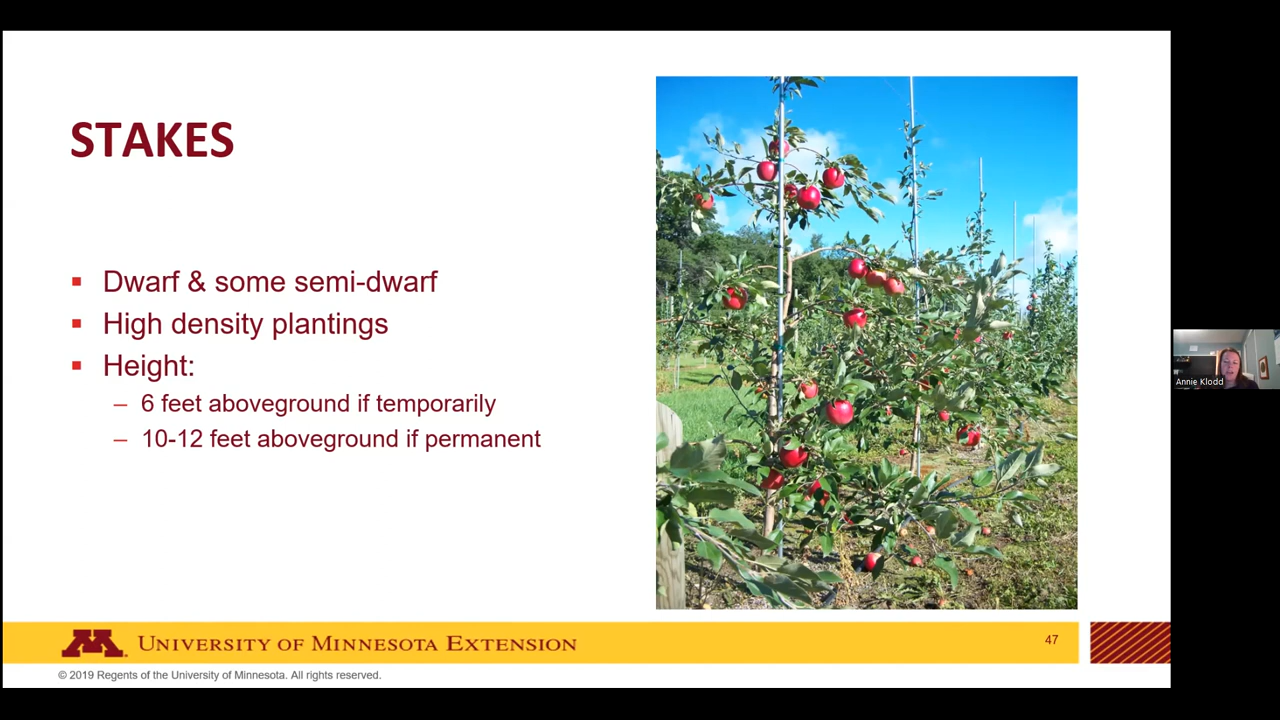 STAKES
▪ Dwarf & some semi-dwarf
▪ High density plantings
▪ Height:
– 6 feet aboveground if temporarily
– 10-12 feet aboveground if permanent
Annie Klodd
M. UNIVERSITY OF MINNESOTA EXTENSION
47
© 2019 Regents of the University of Minnesota. All rights reserved.